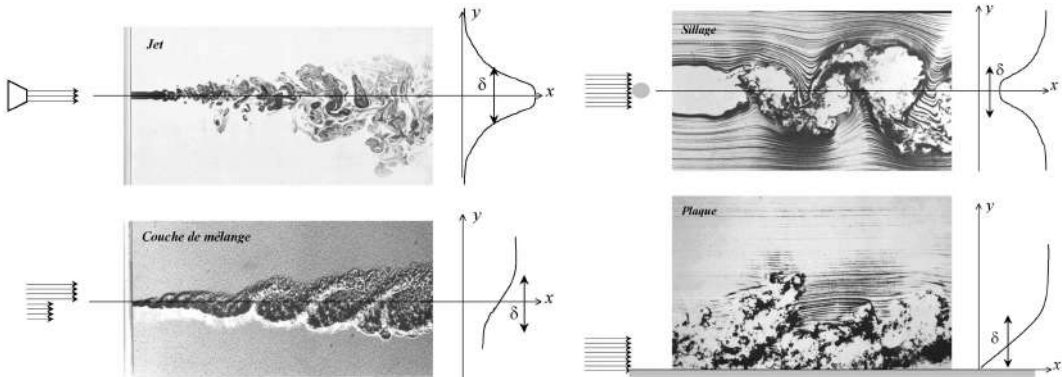 Jet
y
δ
x
Sillage
y
δ
x
Couche de mélange
y
δ
x
Plaque
y
δ
x